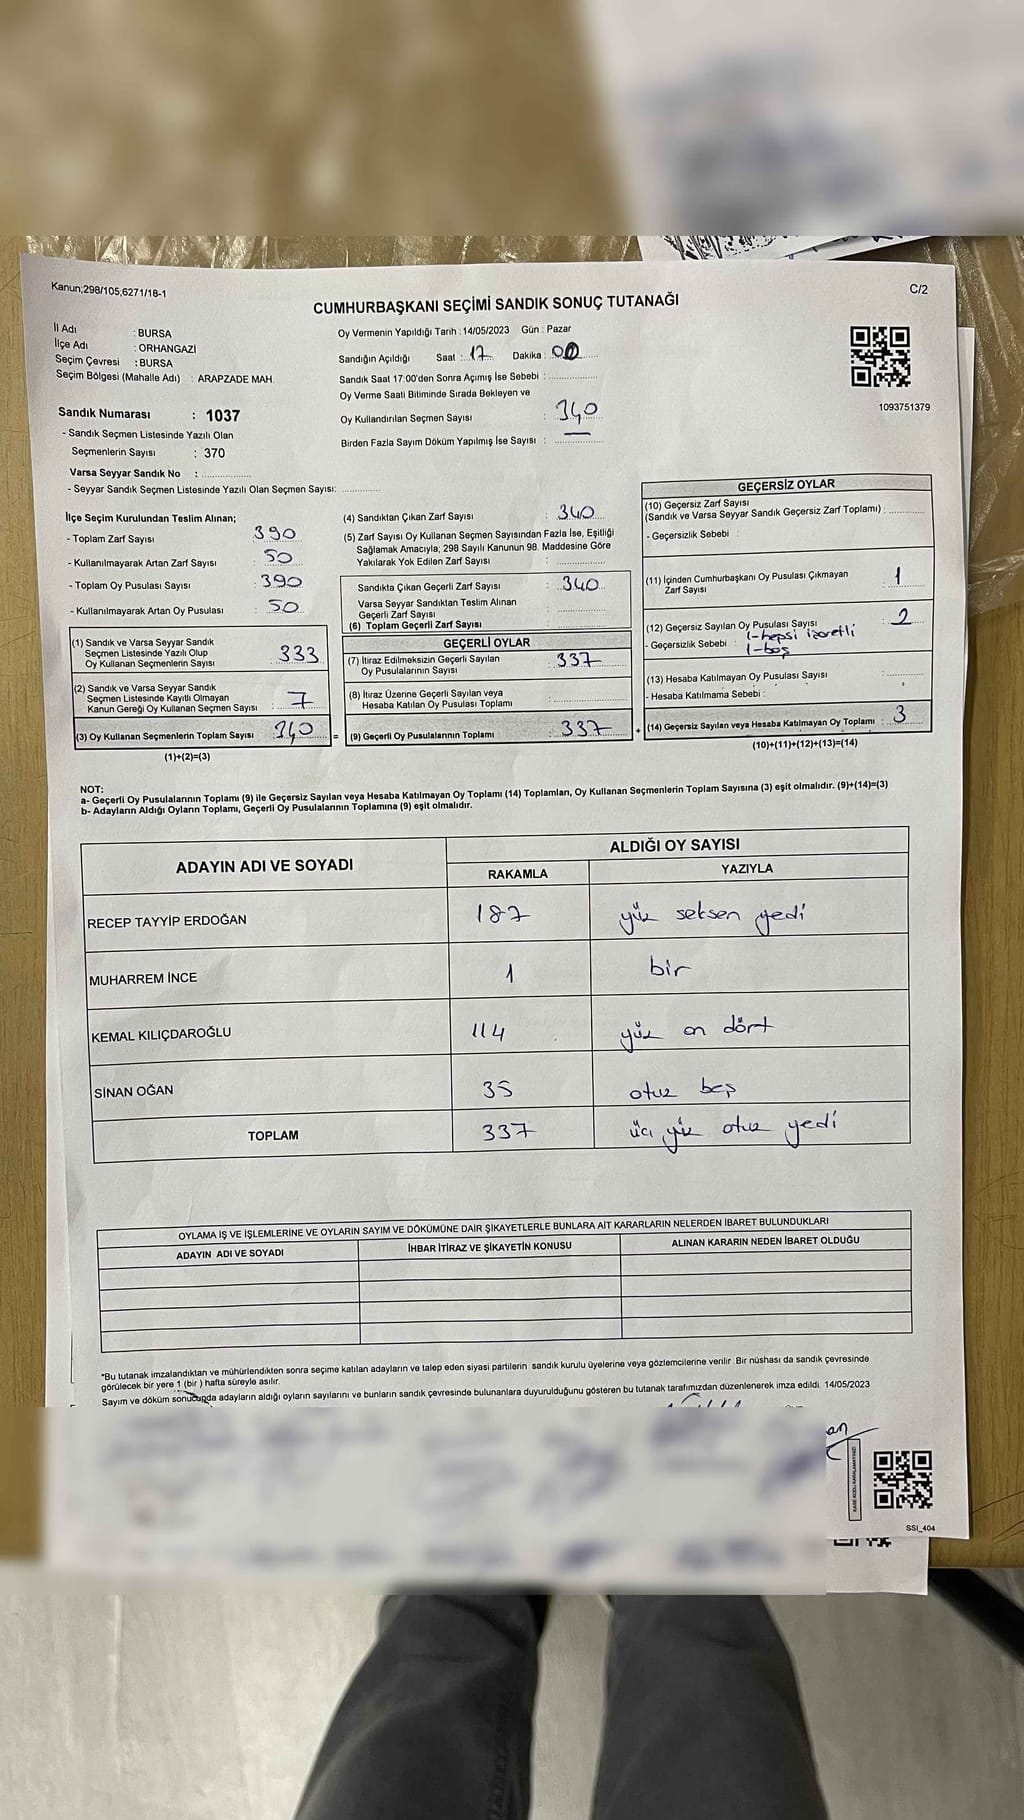 Kanun;298/105,6271/18-1
C/2
CUMHURBAŞKANI SEÇİMİ SANDIK SONUÇ TUTANAĞI
İl Adı : BURSA
İlçe Adı : ORHANGAZİ
Seçim Çevresi : BURSA
Seçim Bölgesi (Mahalle Adı) : ARAPZADE MAH.
Oy Vermenin Yapıldığı Tarih : 14/05/2023 Gün : Pazar
Sandığın Açıldığı Saat : 17 Dakika : 00
Sandık Saat 17:00'den Sonra Açımış İse Sebebi :
Oy Verme Saati Bitiminde Sırada Bekleyen ve
Oy Kullandırılan Seçmen Sayısı : 340
Birden Fazla Sayım Döküm Yapılmış İse Sayısı :
1093751379
Sandık Numarası : 1037
- Sandık Seçmen Listesinde Yazılı Olan
Seçmenlerin Sayısı : 370
Varsa Seyyar Sandık No :
- Seyyar Sandık Seçmen Listesinde Yazılı Olan Seçmen Sayısı:
İlçe Seçim Kurulundan Teslim Alınan;
- Toplam Zarf Sayısı : 390
- Kullanılmayarak Artan Zarf Sayısı : 50
- Toplam Oy Pusulası Sayısı : 390
- Kullanılmayarak Artan Oy Pusulası : 50
(1) Sandık ve Varsa Seyyar Sandık
Seçmen Listesinde Yazılı Olup
Oy Kullanan Seçmenlerin Sayısı : 333
(2) Sandık ve Varsa Seyyar Sandık
Seçmen Listesinde Kayıtlı Olmayan
Kanun Gereği Oy Kullanan Seçmen Sayısı : 7
(3) Oy Kullanan Seçmenlerin Toplam Sayısı : 340
(1)+(2)=(3)
(4) Sandıktan Çıkan Zarf Sayısı : 340
(5) Zarf Sayısı Oy Kullanan Seçmen Sayısından Fazla İse, Eşitliği
Sağlamak Amacıyla; 298 Sayılı Kanunun 98. Maddesine Göre
Yakılarak Yok Edilen Zarf Sayısı :
Sandıkta Çıkan Geçerli Zarf Sayısı : 340
Varsa Seyyar Sandıktan Teslim Alınan
Geçerli Zarf Sayısı :
(6) Toplam Geçerli Zarf Sayısı :
GEÇERLİ OYLAR
(7) İtiraz Edilmeksizin Geçerli Sayılan
Oy Pusulalarının Sayısı : 337
(8) İtiraz Üzerine Geçerli Sayılan veya
Hesaba Katılan Oy Pusulası Toplamı :
= (9) Geçerli Oy Pusulalarının Toplamı : 337 +
GEÇERSİZ OYLAR
(10) Geçersiz Zarf Sayısı
(Sandık ve Varsa Seyyar Sandık Geçersiz Zarf Toplamı) :
- Geçersizlik Sebebi :
(11) İçinden Cumhurbaşkanı Oy Pusulası Çıkmayan
Zarf Sayısı : 1
(12) Geçersiz Sayılan Oy Pusulası Sayısı : 2
- Geçersizlik Sebebi : 1-hepsi işaretli
1-boş
(13) Hesaba Katılmayan Oy Pusulası Sayısı :
- Hesaba Katılmama Sebebi :
(14) Geçersiz Sayılan veya Hesaba Katılmayan Oy Toplamı : 3
(10)+(11)+(12)+(13)=(14)
NOT:
a- Geçerli Oy Pusulalarının Toplamı (9) ile Geçersiz Sayılan veya Hesaba Katılmayan Oy Toplamı (14) Toplamları, Oy Kullanan Seçmenlerin Toplam Sayısına (3) eşit olmalıdır. (9)+(14)=(3)
b- Adayların Aldığı Oyların Toplamı, Geçerli Oy Pusulalarının Toplamına (9) eşit olmalıdır.
ADAYIN ADI VE SOYADI
ALDIĞI OY SAYISI
RAKAMLA YAZIYLA
RECEP TAYYİP ERDOĞAN 187 yüz seksen yedi
MUHARREM İNCE 1 bir
KEMAL KILIÇDAROĞLU 114 yüz on dört
SİNAN OĞAN 35 otuz beş
TOPLAM 337 üç yüz otuz yedi
OYLAMA İŞ VE İŞLEMLERİNE VE OYLARIN SAYIM VE DÖKÜMÜNE DAİR ŞİKAYETLERLE BUNLARA AİT KARARLARIN NELERDEN İBARET BULUNDUKLARI
ADAYIN ADI VE SOYADI İHBAR İTİRAZ VE ŞİKAYETİN KONUSU ALINAN KARARIN NEDEN İBARET OLDUĞU
*Bu tutanak imzalandıktan ve mühürlendikten sonra seçime katılan adayların ve talep eden siyasi partilerin sandık kurulu üyelerine veya gözlemcilerine verilir. Bir nüshası da sandık çevresinde
görülecek bir yere 1 (bir ) hafta süreyle asılır.
Sayım ve döküm sonucunda adayların aldığı oyların sayılarını ve bunların sandık çevresinde bulunanlara duyurulduğunu gösteren bu tutanak tarafımızdan düzenlenerek imza edildi. 14/05/2023
an
SSI_404